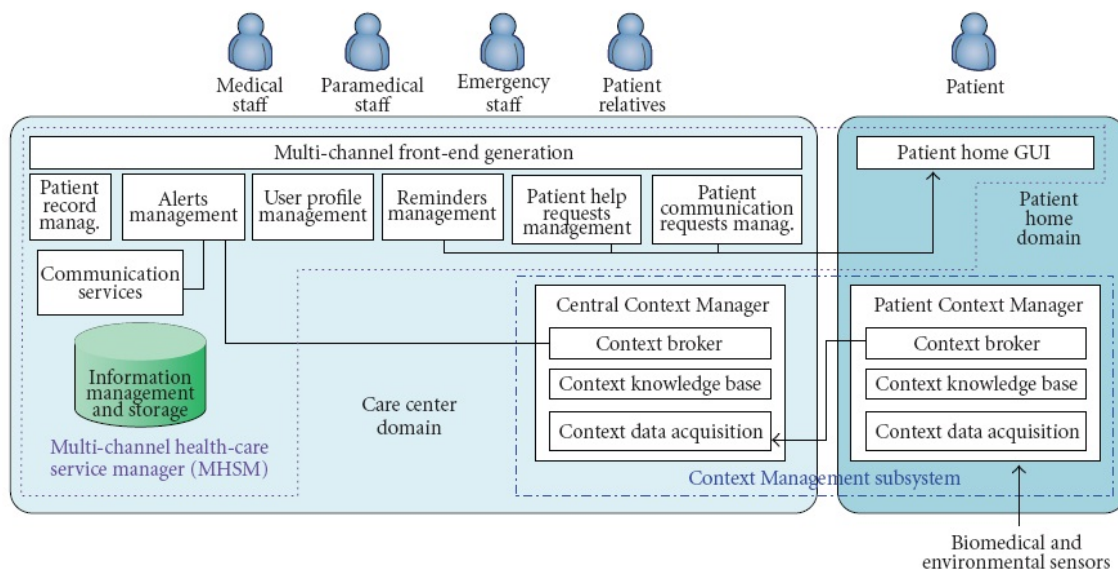 Medical
staff
Paramedical
staff
Emergency
staff
Patient
relatives
Patient
Multi-channel front-end generation
Patient home GUI
Patient
record
manag.
Alerts
management
User profile
management
Reminders
management
Patient help
requests
management
Patient
communication
requests manag.
Patient
home
domain
Communication
services
Central Context Manager
Context broker
Context knowledge base
Context data acquisition
Patient Context Manager
Context broker
Context knowledge base
Context data acquisition
Information
management
and storage
Care center
domain
Multi-channel health-care
service manager (MHSM)
Context Management subsystem
Biomedical and
environmental sensors